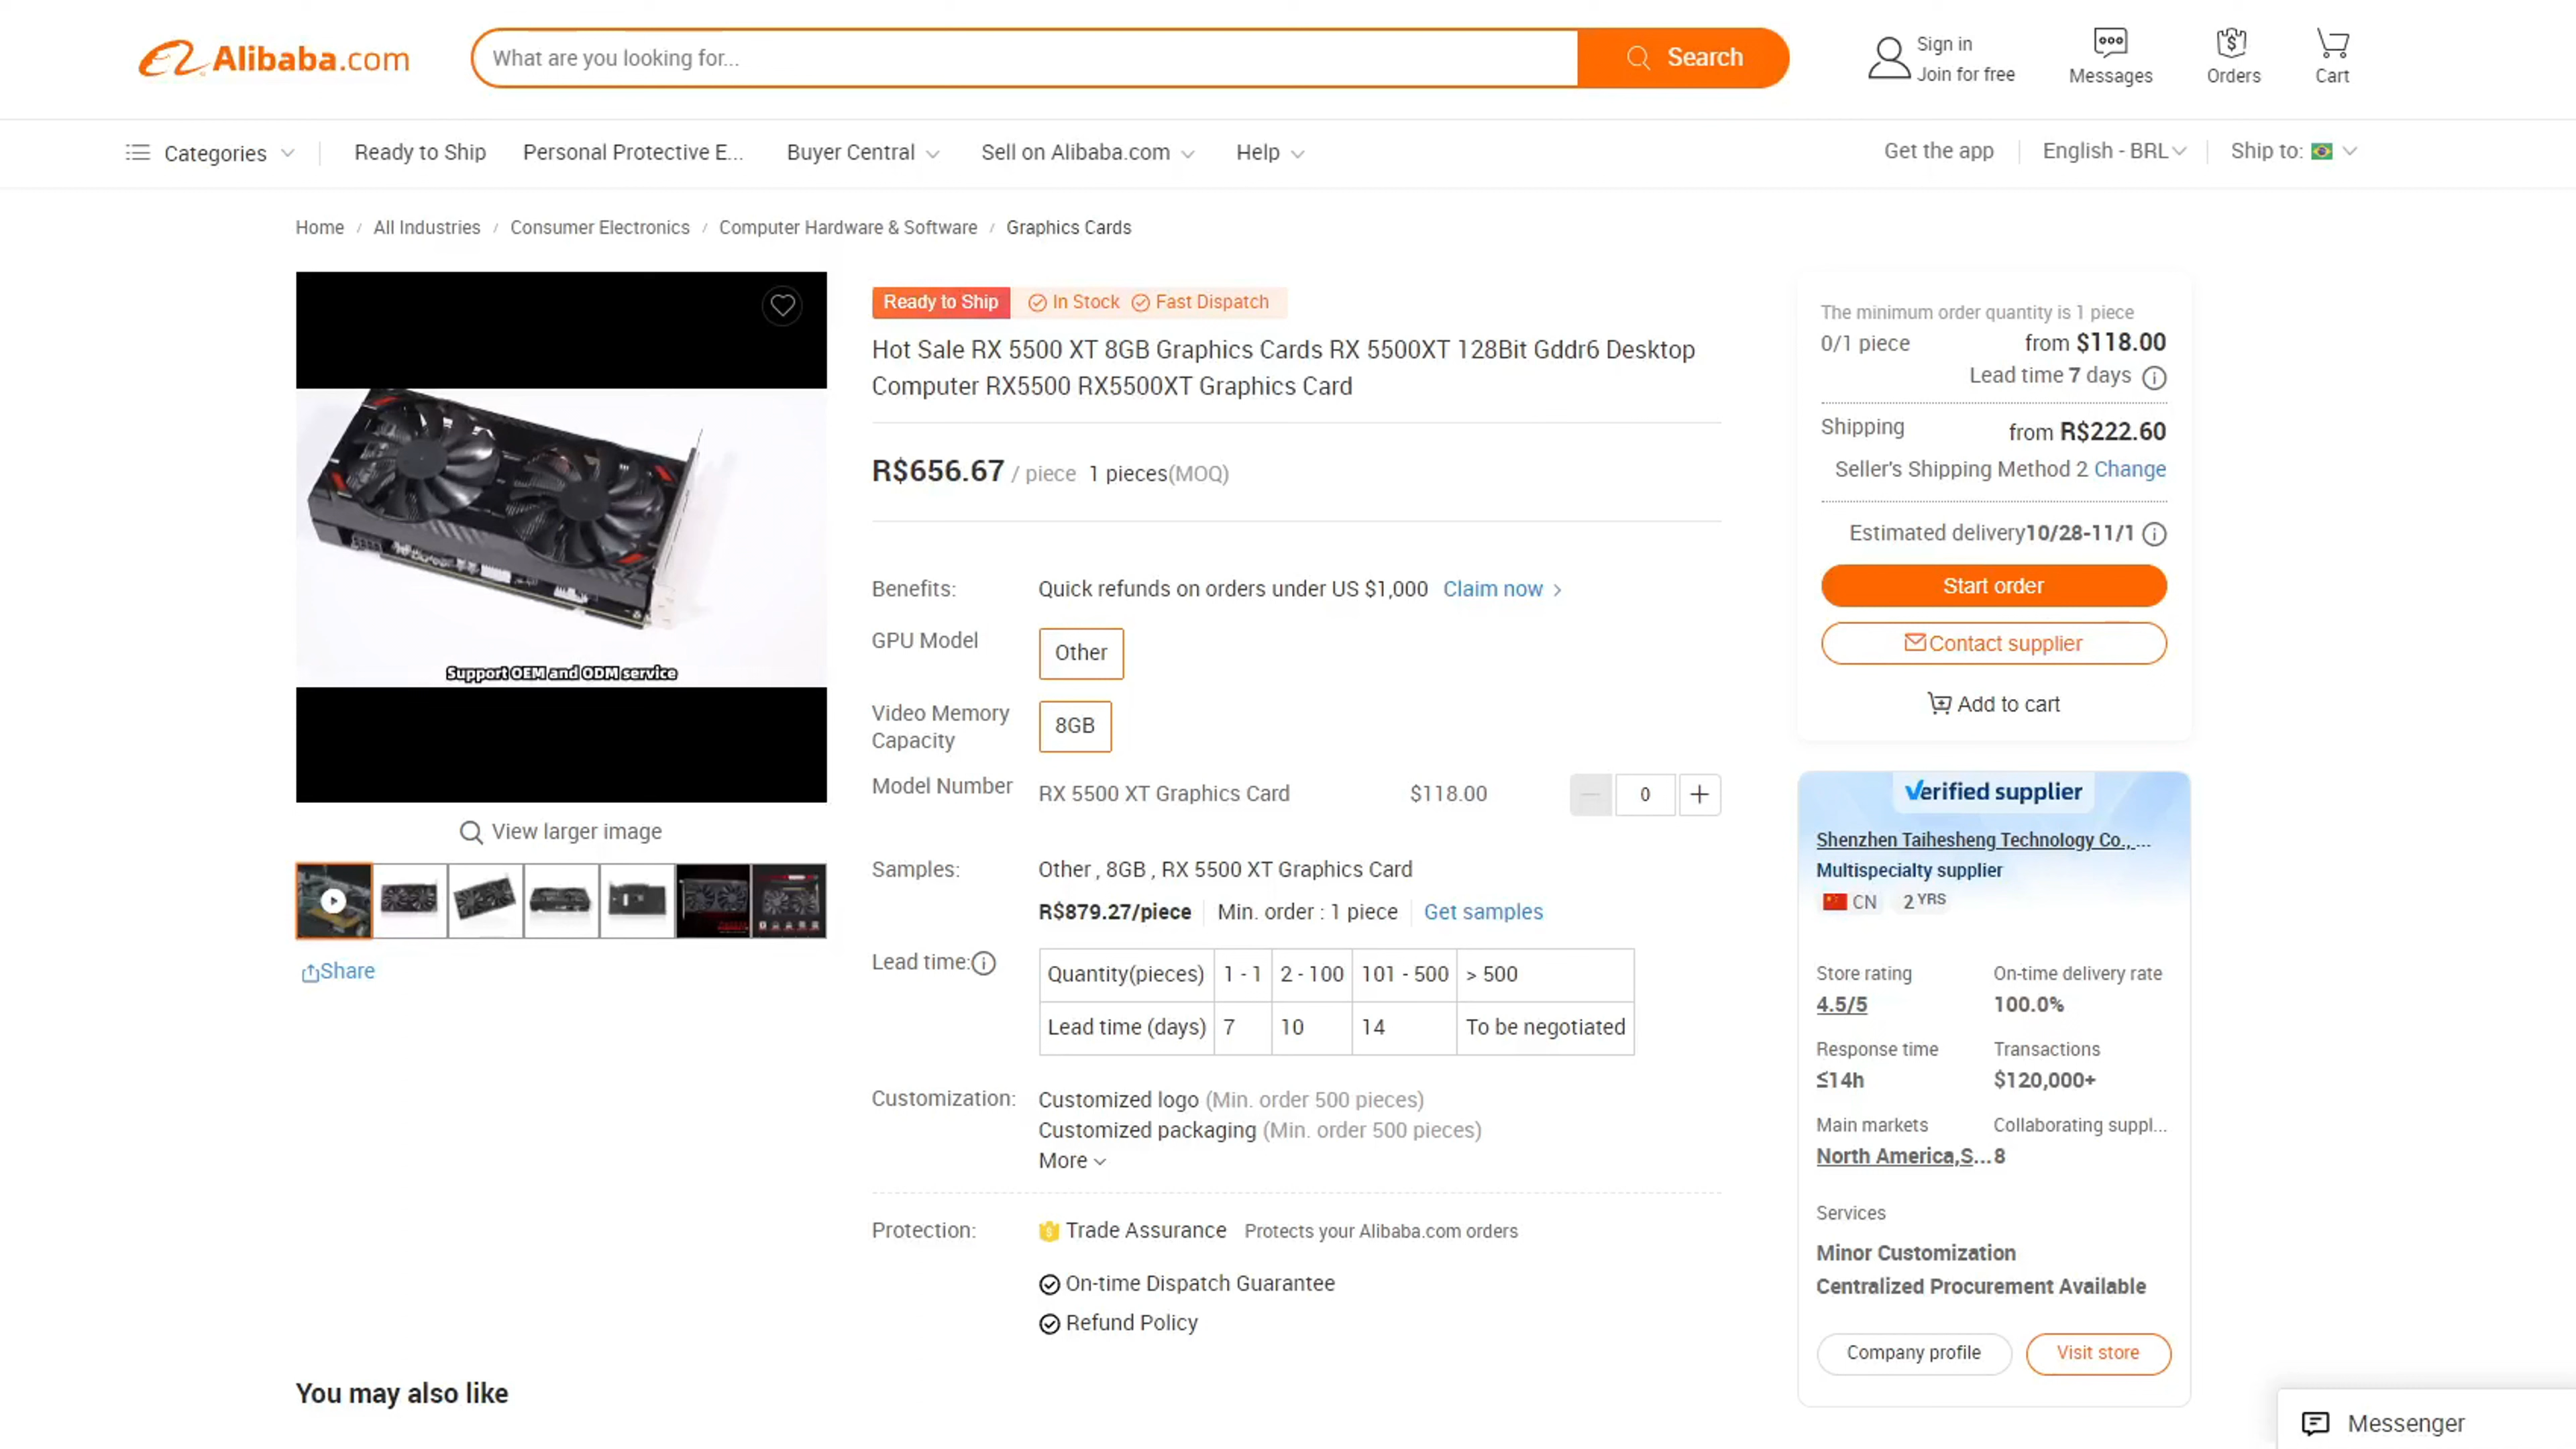 Alibaba.com
What are you looking for...
Search
Sign in
Join for free
Messages
Orders
Cart
Categories
Ready to Ship
Personal Protective E...
Buyer Central
Sell on Alibaba.com
Help
Get the app
English - BRL
Ship to:
Home / All Industries / Consumer Electronics / Computer Hardware & Software / Graphics Cards
Support OEM and ODM service
View larger image
Share
Ready to Ship
In Stock
Fast Dispatch
Hot Sale RX 5500 XT 8GB Graphics Cards RX 5500XT 128Bit Gddr6 Desktop
Computer RX5500 RX5500XT Graphics Card
R$656.67 / piece 1 pieces(MOQ)
Benefits: Quick refunds on orders under US $1,000 Claim now >
GPU Model
Other
Video Memory
Capacity
8GB
Model Number
RX 5500 XT Graphics Card $118.00 — 0 +
Samples: Other , 8GB , RX 5500 XT Graphics Card
R$879.27/piece Min. order : 1 piece Get samples
Lead time:
Quantity(pieces) 1 - 1 2 - 100 101 - 500 > 500
Lead time (days) 7 10 14 To be negotiated
Customization: Customized logo (Min. order 500 pieces)
Customized packaging (Min. order 500 pieces)
More
Protection: Trade Assurance Protects your Alibaba.com orders
On-time Dispatch Guarantee
Refund Policy
The minimum order quantity is 1 piece
0/1 piece from $118.00
Lead time 7 days
Shipping from R$222.60
Seller's Shipping Method 2 Change
Estimated delivery10/28-11/1
Start order
Contact supplier
Add to cart
Verified supplier
Shenzhen Taihesheng Technology Co., ...
Multispecialty supplier
CN 2 YRS
Store rating On-time delivery rate
4.5/5 100.0%
Response time Transactions
≤14h $120,000+
Main markets Collaborating suppl...
North America,S... 8
Services
Minor Customization
Centralized Procurement Available
Company profile
Visit store
You may also like
Messenger